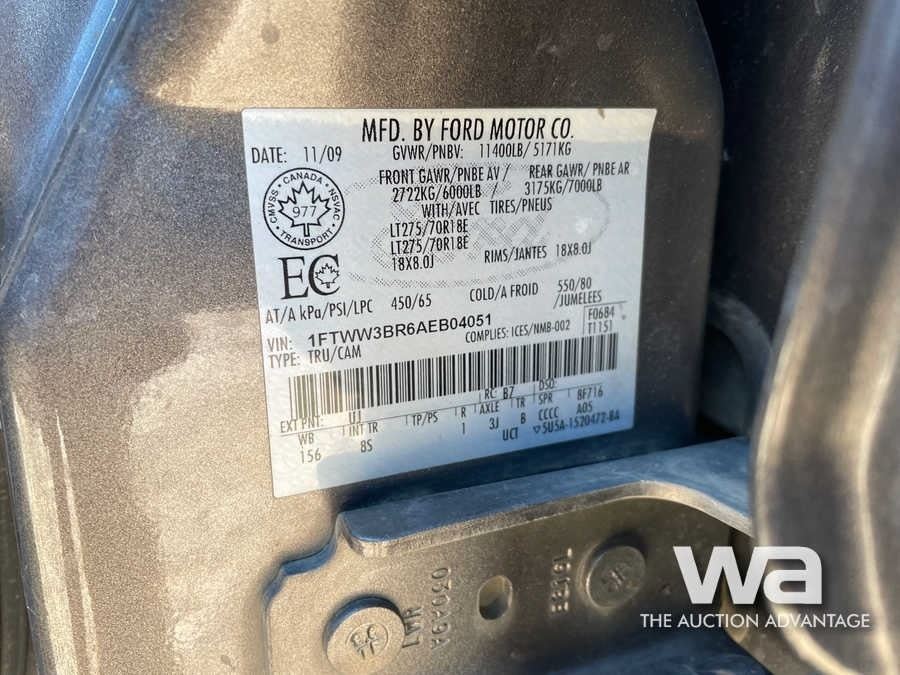 MFD. BY FORD MOTOR CO.
DATE: 11/09 GVWR/PNBV: 11400LB/ 5171KG
FRONT GAWR/PNBE AV / REAR GAWR/ PNBE AR
2722KG/6000LB / 3175KG/7000LB
WITH/AVEC TIRES/PNEUS
LT275/70R18E
LT275/70R18E
18X8.0J RIMS/JANTES 18X8.0J
CANADA
CMVSS NSVAC
977
TRANSPORT
EC
AT/A kPa/PSI/LPC 450/65 COLD/A FROID 550/80
/JUMELEES
VIN: 1FTWW3BR6AEB04051 COMPLIES: ICES/NMB-002 F0684
TYPE: TRU/CAM T1151
RC: B7 DSO:
EXT PNT: UJ
WB INT TR TP/PS R AXLE TR SPR 8F716
156 8S 1 3J B CCCC A05
UCT ▽5U5A-1520472-BA
wa
THE AUCTION ADVANTAGE